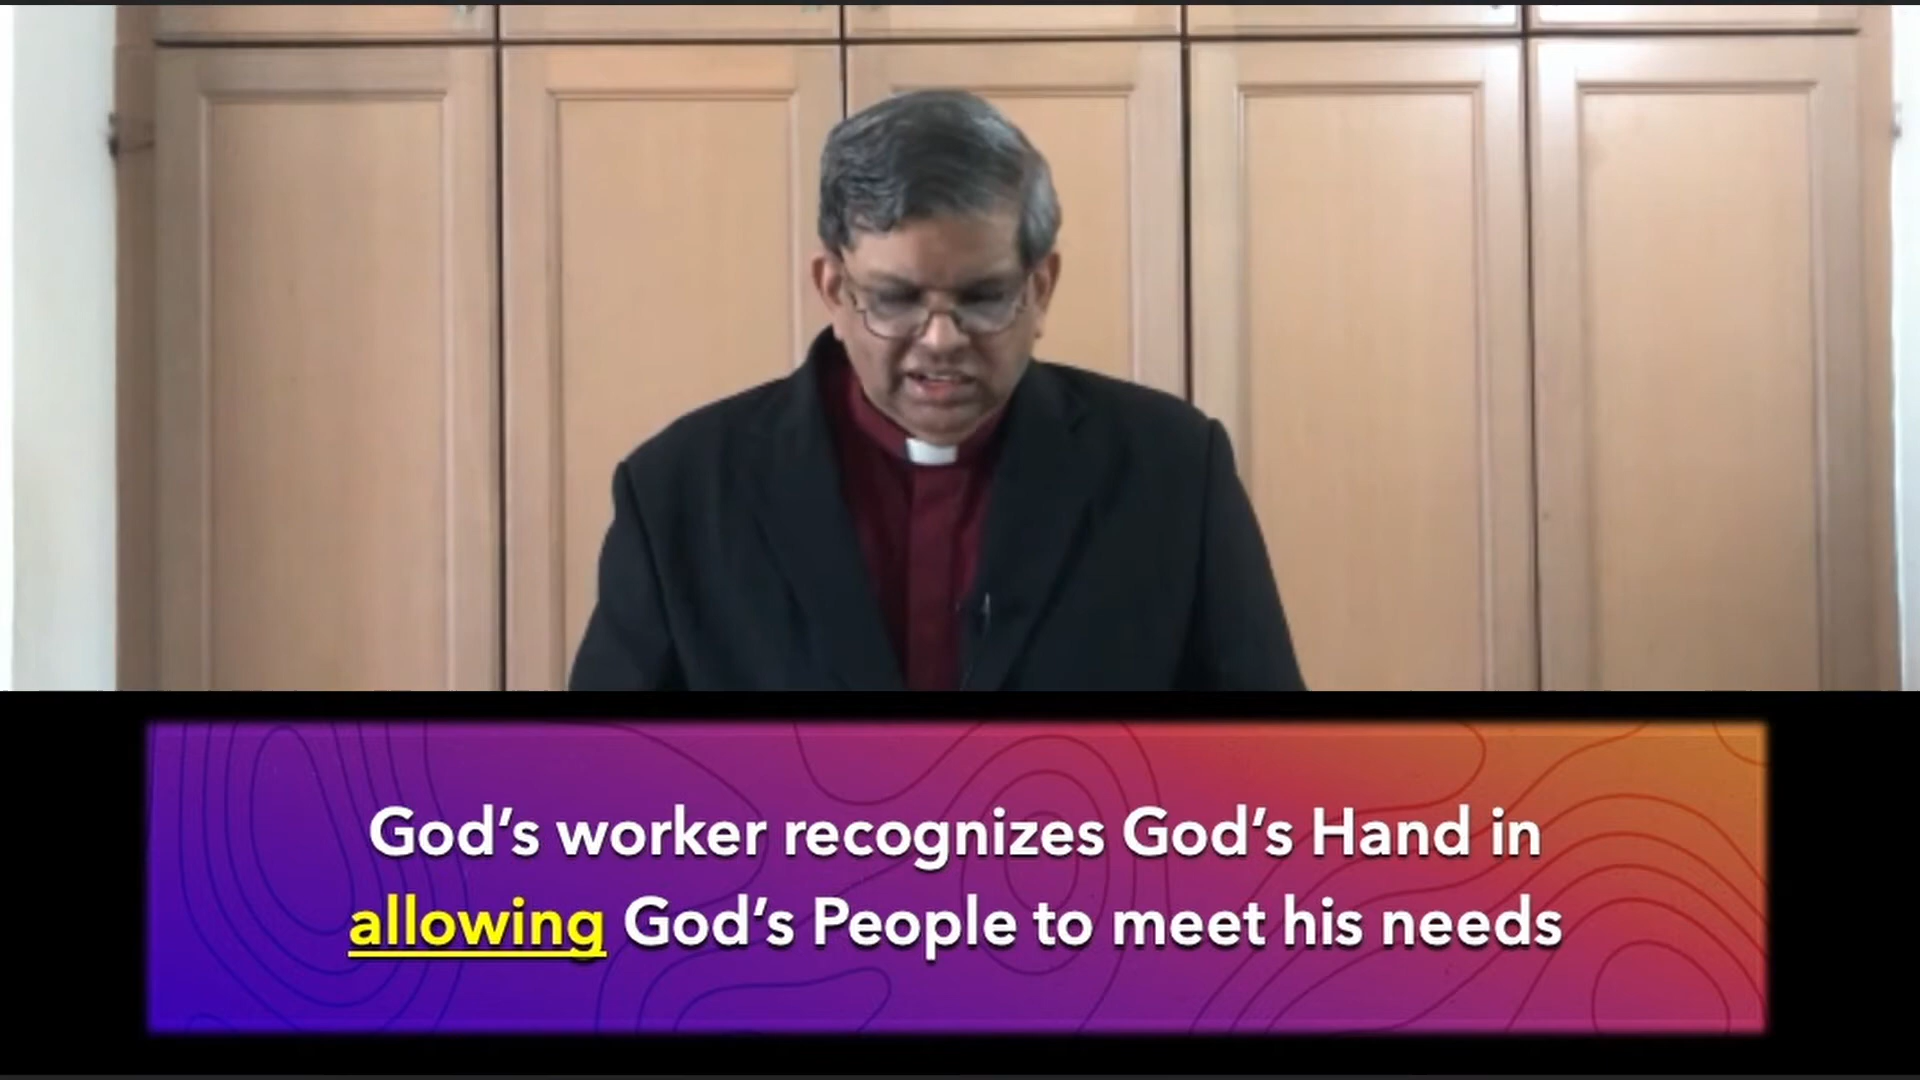 God’s worker recognizes God’s Hand in
allowing God’s People to meet his needs